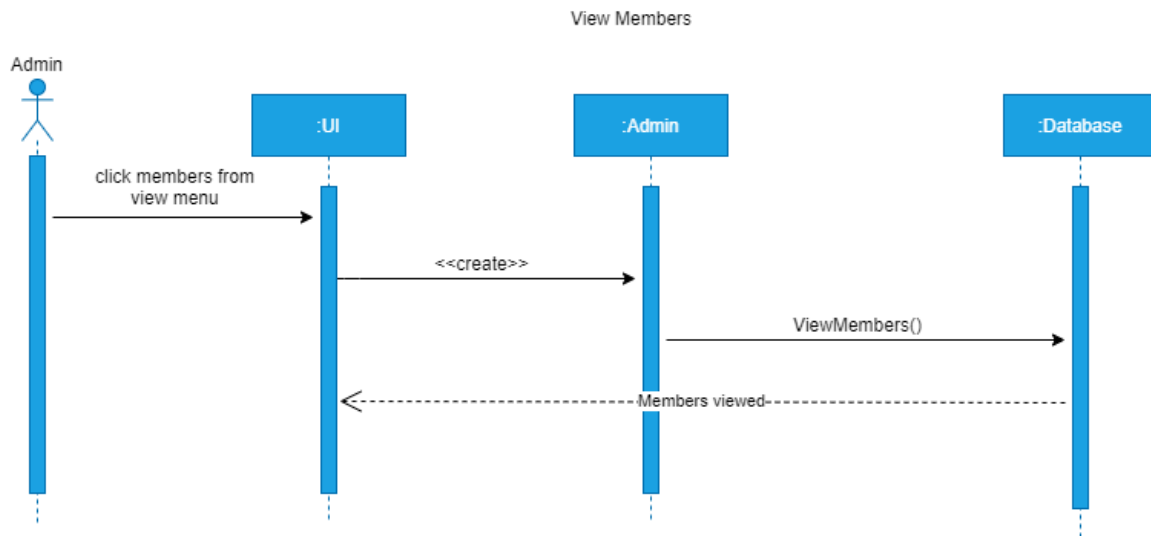 View Members
Admin
:UI
:Admin
:Database
click members from
view menu
<<create>>
ViewMembers()
Members viewed